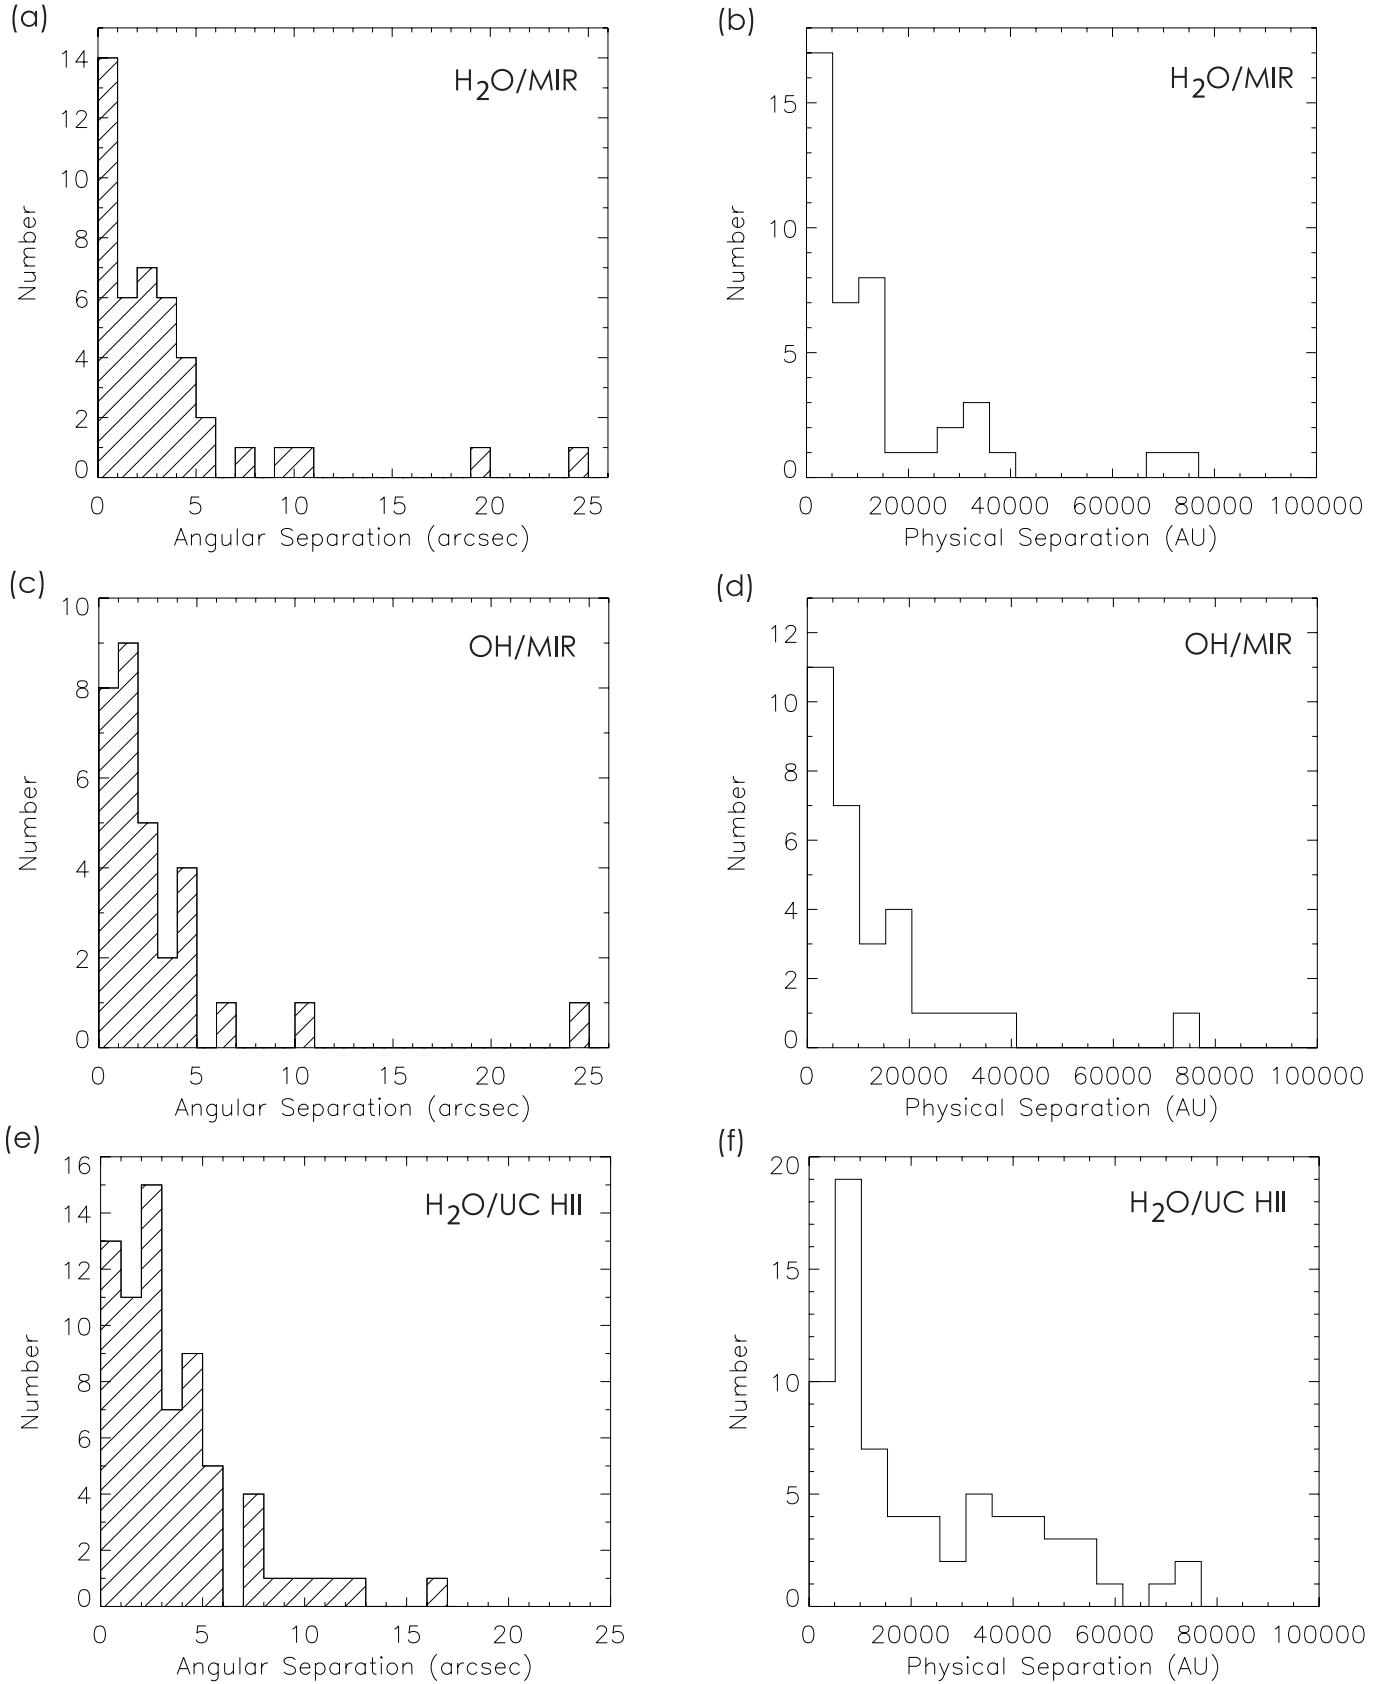 (a)
H2O/MIR
Number
14
12
10
8
6
4
2
0
0 5 10 15 20 25
Angular Separation (arcsec)
(b)
H2O/MIR
Number
15
10
5
0
0 20000 40000 60000 80000 100000
Physical Separation (AU)
(c)
OH/MIR
Number
10
8
6
4
2
0
0 5 10 15 20 25
Angular Separation (arcsec)
(d)
OH/MIR
Number
12
10
8
6
4
2
0
0 20000 40000 60000 80000 100000
Physical Separation (AU)
(e)
H2O/UC HII
Number
16
14
12
10
8
6
4
2
0
0 5 10 15 20 25
Angular Separation (arcsec)
(f)
H2O/UC HII
Number
20
15
10
5
0
0 20000 40000 60000 80000 100000
Physical Separation (AU)